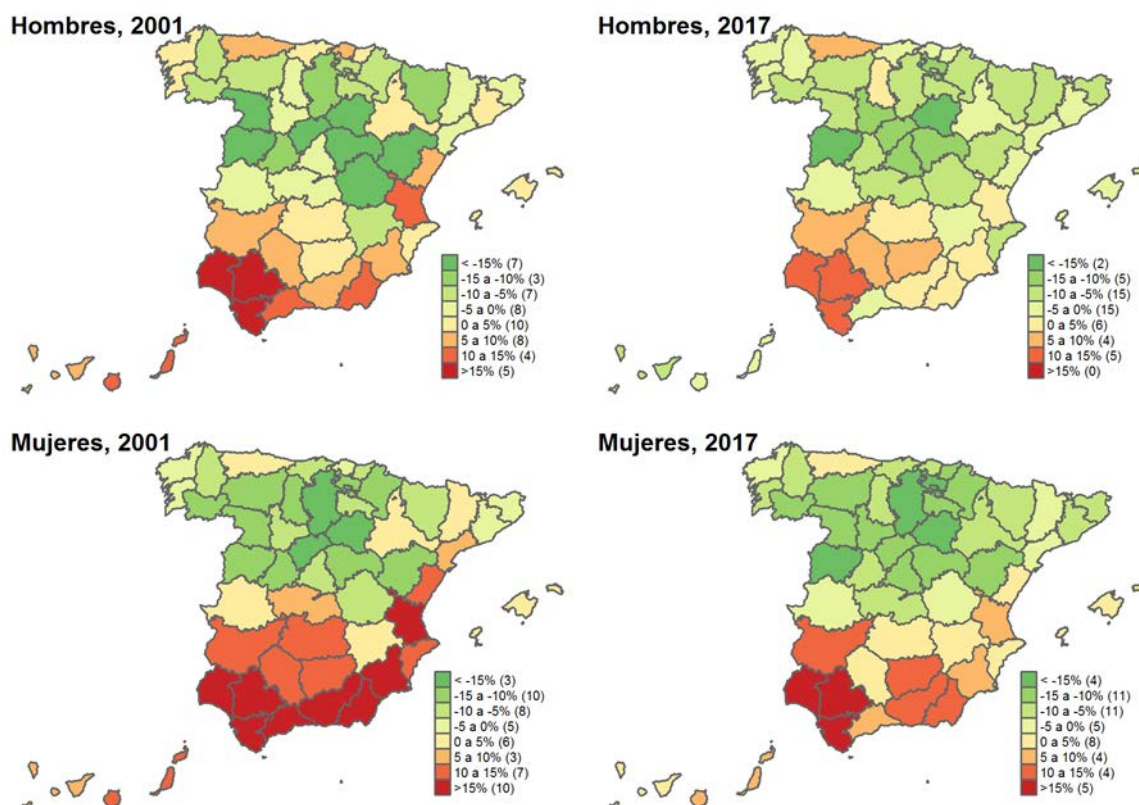 Hombres, 2001
< -15% (7)
-15 a -10% (3)
-10 a -5% (7)
-5 a 0% (8)
0 a 5% (10)
5 a 10% (8)
10 a 15% (4)
>15% (5)
Hombres, 2017
< -15% (2)
-15 a -10% (5)
-10 a -5% (15)
-5 a 0% (15)
0 a 5% (6)
5 a 10% (4)
10 a 15% (5)
>15% (0)
Mujeres, 2001
< -15% (3)
-15 a -10% (10)
-10 a -5% (8)
-5 a 0% (5)
0 a 5% (6)
5 a 10% (3)
10 a 15% (7)
>15% (10)
Mujeres, 2017
< -15% (4)
-15 a -10% (11)
-10 a -5% (11)
-5 a 0% (5)
0 a 5% (8)
5 a 10% (4)
10 a 15% (4)
>15% (5)